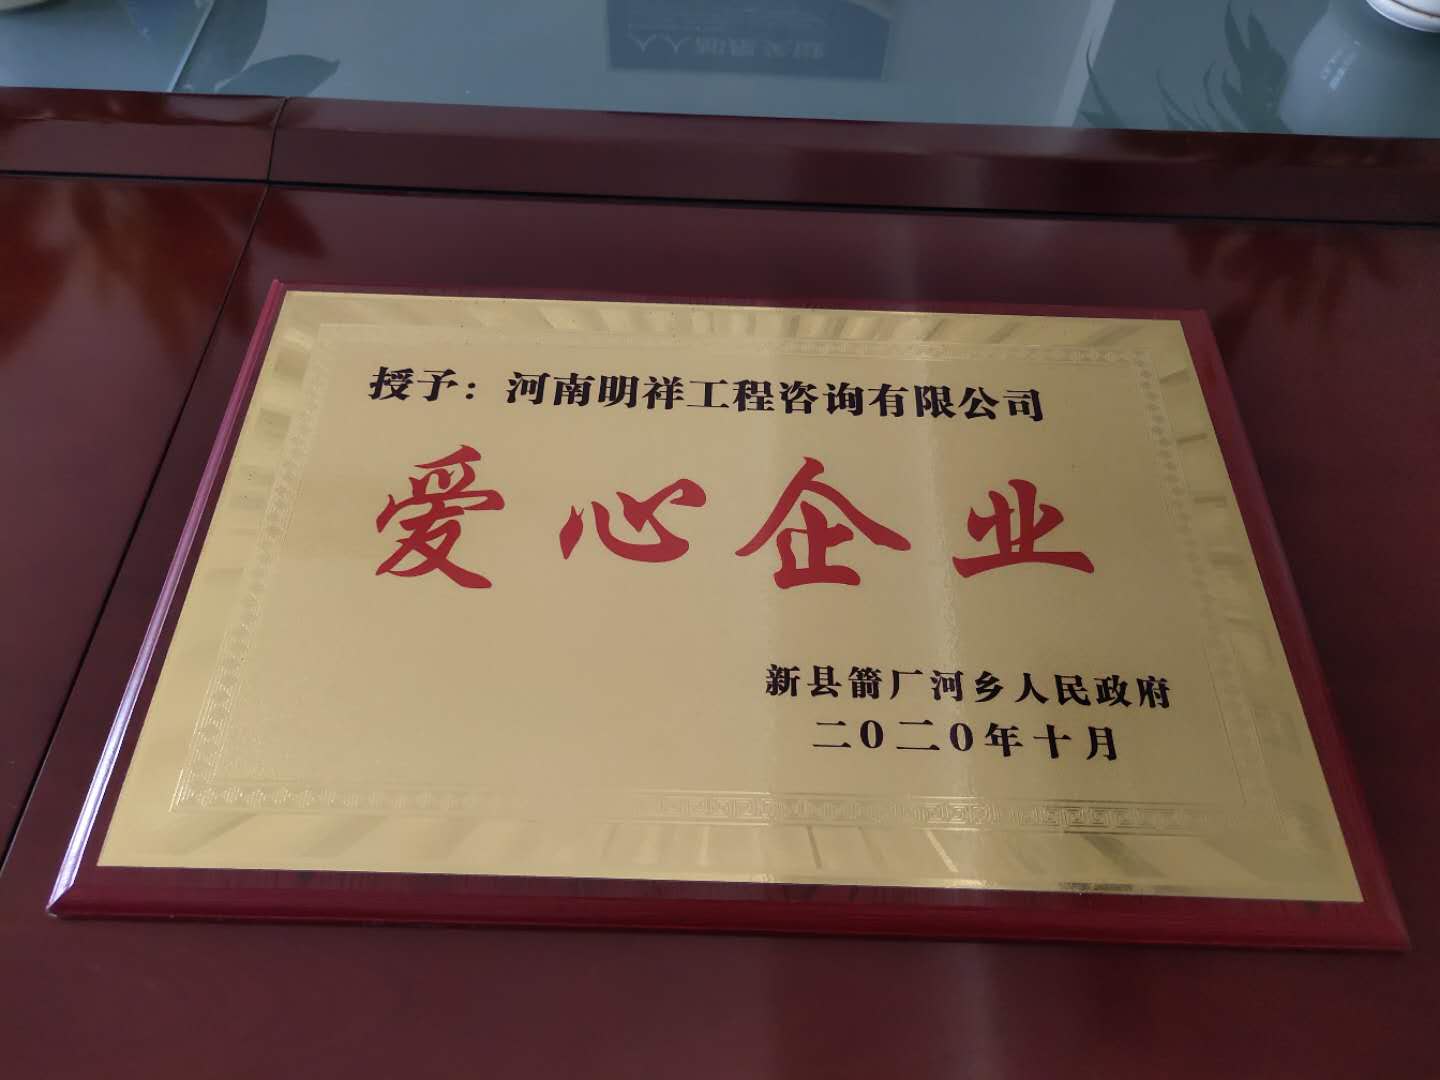 授予：河南明祥工程咨询有限公司
爱心企业
新县箭厂河乡人民政府
二0二0年十月